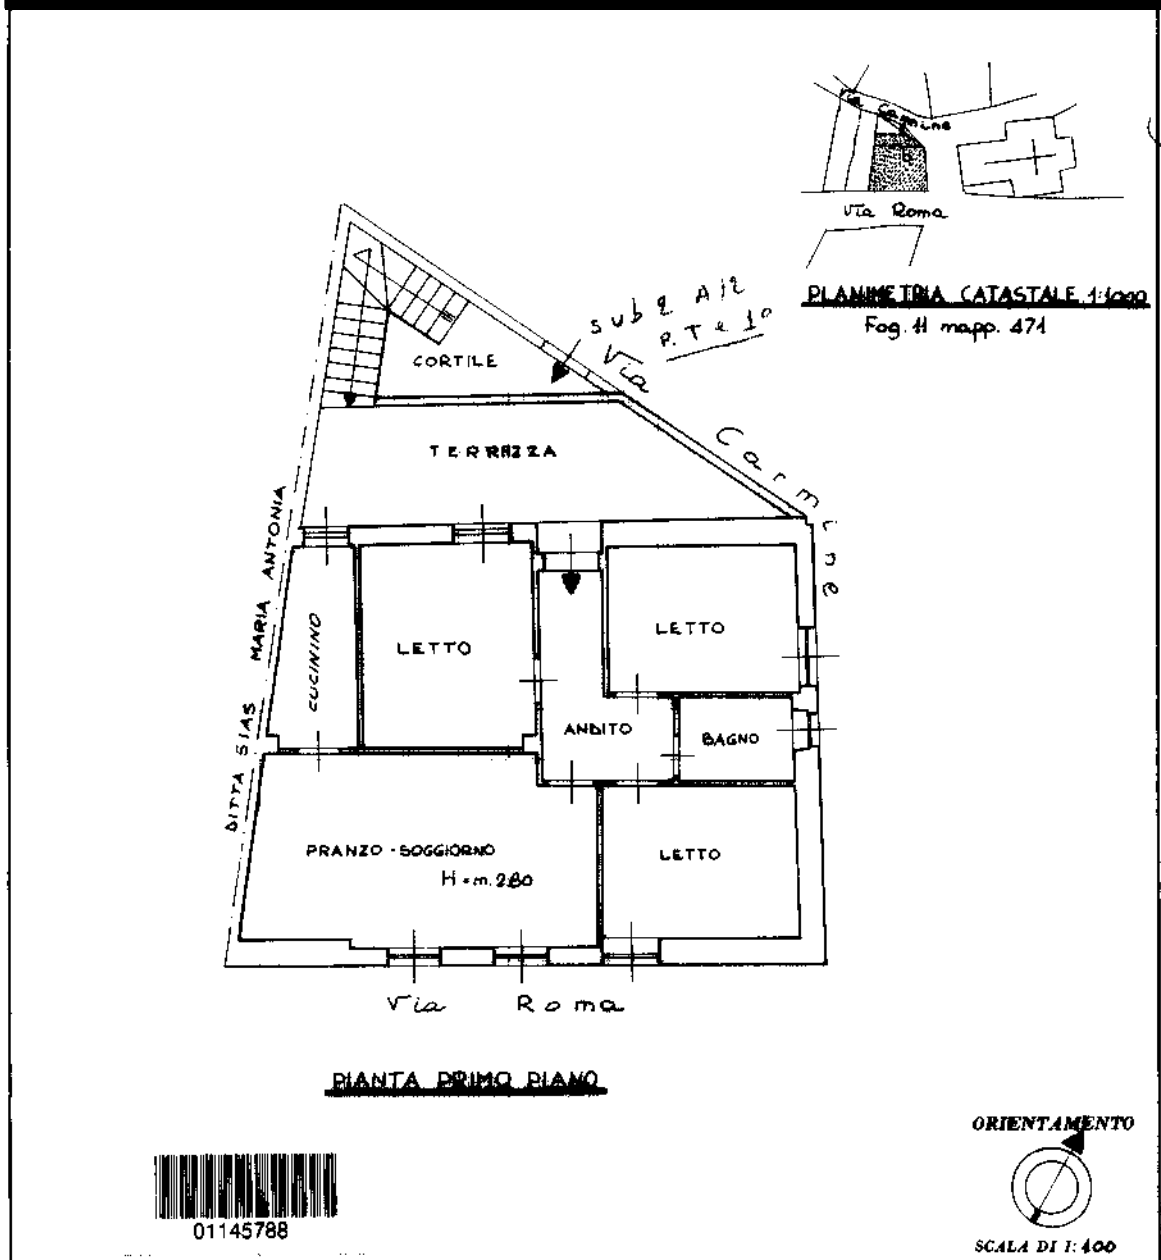 Via Carmine
Via Roma
PLANIMETRIA CATASTALE 1:1000
Fog. 11 mapp. 471
sub 2 A/2
P. T e 1°
Via Carmine
CORTILE
TERRAZZA
DITTA SIAS MARIA ANTONIA
CUCININO
LETTO
LETTO
ANDITO
BAGNO
PRANZO - SOGGIORNO
H = m. 2.80
LETTO
Via Roma
PIANTA PRIMO PIANO
ORIENTAMENTO
01145788
SCALA DI 1: 100